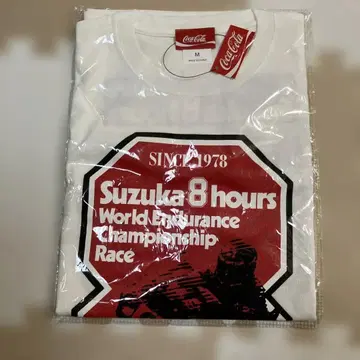 Coca-Cola
M
Coca-Cola
SINCE 1978
Suzuka 8 hours
World Endurance
Championship
Race